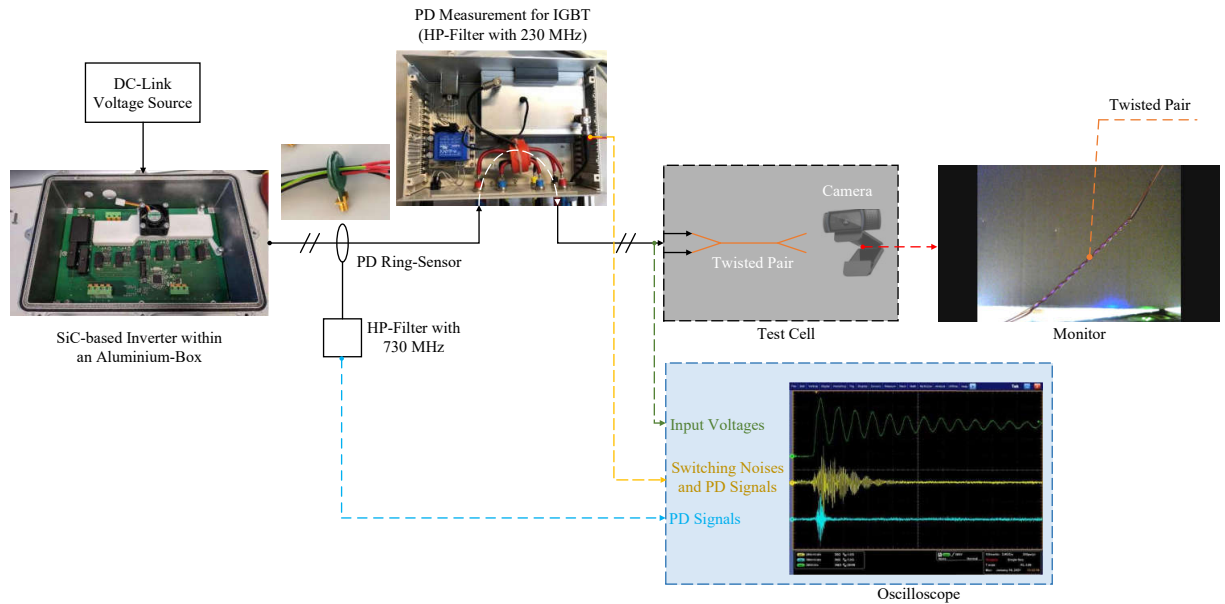 PD Measurement for IGBT
(HP-Filter with 230 MHz)
DC-Link
Voltage Source
Twisted Pair
Camera
Twisted Pair
PD Ring-Sensor
SiC-based Inverter within
an Aluminium-Box
HP-Filter with
730 MHz
Test Cell
Monitor
Input Voltages
Switching Noises
and PD Signals
PD Signals
Tek
Oscilloscope